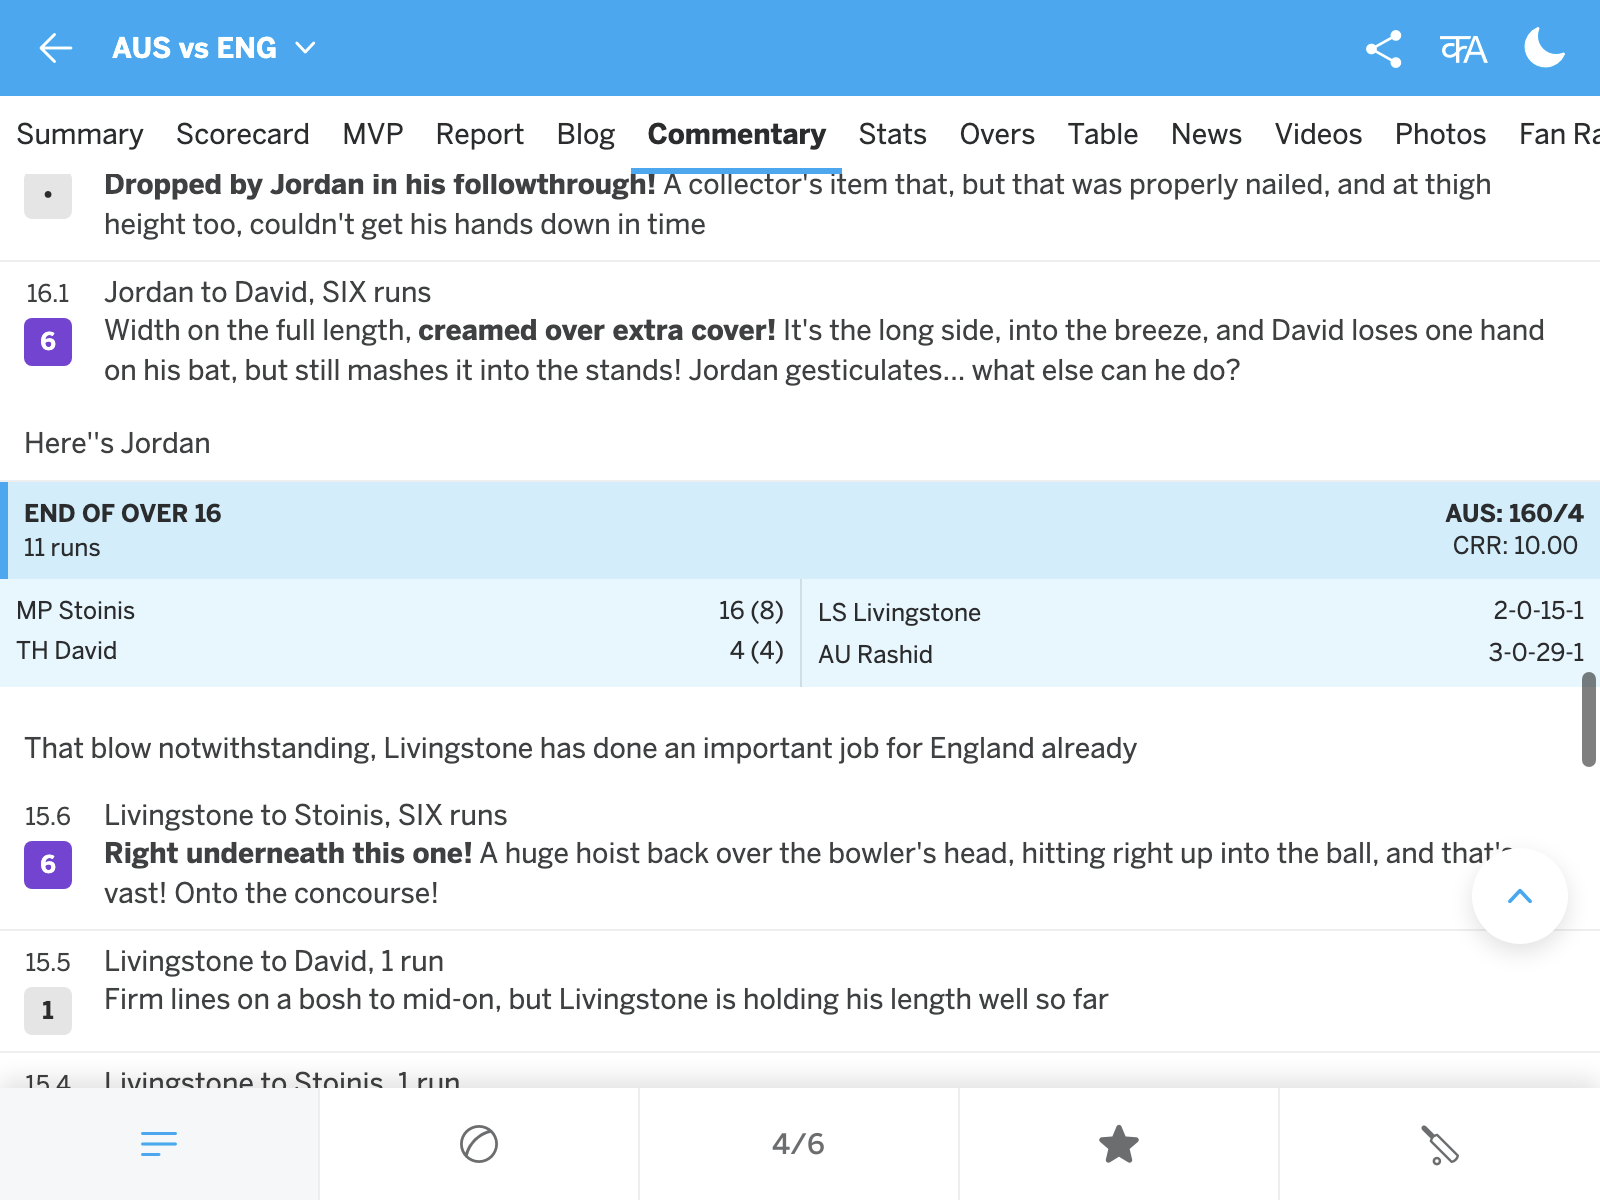 AUS vs ENG
Summary Scorecard MVP Report Blog Commentary Stats Overs Table News Videos Photos Fan Ra
Dropped by Jordan in his followthrough! A collector's item that, but that was properly nailed, and at thigh
height too, couldn't get his hands down in time
16.1 Jordan to David, SIX runs
6 Width on the full length, creamed over extra cover! It's the long side, into the breeze, and David loses one hand
on his bat, but still mashes it into the stands! Jordan gesticulates... what else can he do?
Here''s Jordan
END OF OVER 16 AUS: 160/4
11 runs CRR: 10.00
MP Stoinis 16 (8) LS Livingstone 2-0-15-1
TH David 4 (4) AU Rashid 3-0-29-1
That blow notwithstanding, Livingstone has done an important job for England already
15.6 Livingstone to Stoinis, SIX runs
6 Right underneath this one! A huge hoist back over the bowler's head, hitting right up into the ball, and that's
vast! Onto the concourse!
15.5 Livingstone to David, 1 run
1 Firm lines on a bosh to mid-on, but Livingstone is holding his length well so far
15.4 Livingstone to Stoinis, 1 run
4/6